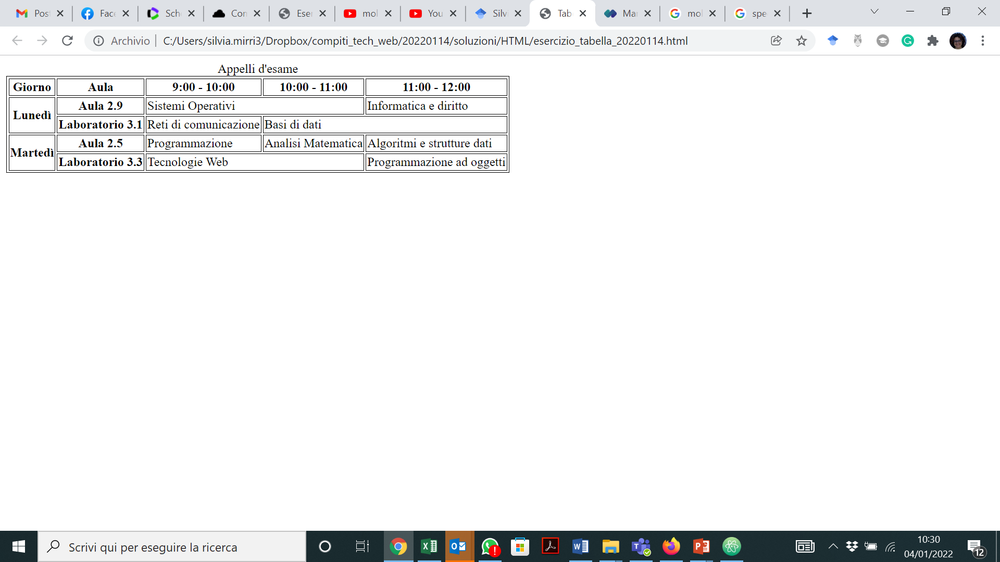 Post Face Sch Con Eser mol You Silvi Tab Mar mol spe
Archivio C:/Users/silvia.mirri3/Dropbox/compiti_tech_web/20220114/soluzioni/HTML/esercizio_tabella_20220114.html
Appelli d'esame
Giorno Aula 9:00 - 10:00 10:00 - 11:00 11:00 - 12:00
Lunedì Aula 2.9 Sistemi Operativi Informatica e diritto
Laboratorio 3.1 Reti di comunicazione Basi di dati
Martedì Aula 2.5 Programmazione Analisi Matematica Algoritmi e strutture dati
Laboratorio 3.3 Tecnologie Web Programmazione ad oggetti
Scrivi qui per eseguire la ricerca
10:30
04/01/2022
12